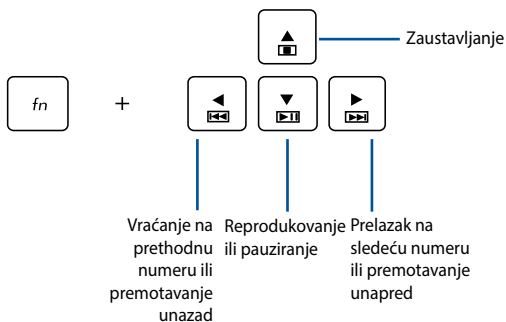 Zaustavljanje
fn +
Vraćanje na
prethodnu
numeru ili
premotavanje
unazad
Reprodukovanje
ili pauziranje
Prelazak na
sledeću numeru
ili premotavanje
unapred